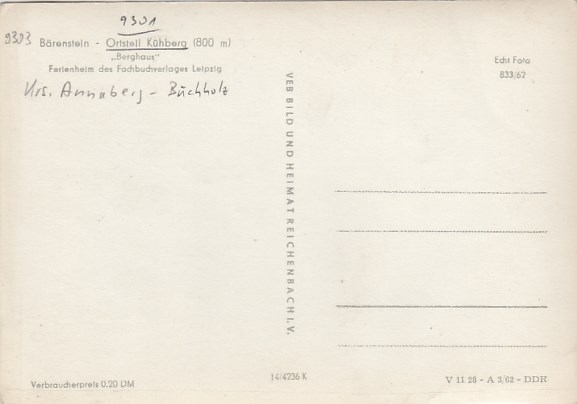 9301
9393 Bärenstein - Ortsteil Kühberg (800 m)
„Berghaus"
Ferienheim des Fachbuchverlages Leipzig
Krs. Annaberg - Buchholz
Echt Foto
833/62
VEB BILD UND HEIMAT REICHENBACH I. V.
Verbraucherpreis 0.20 DM
14/4736 K
V 11 28 - A 3/62 - DDR